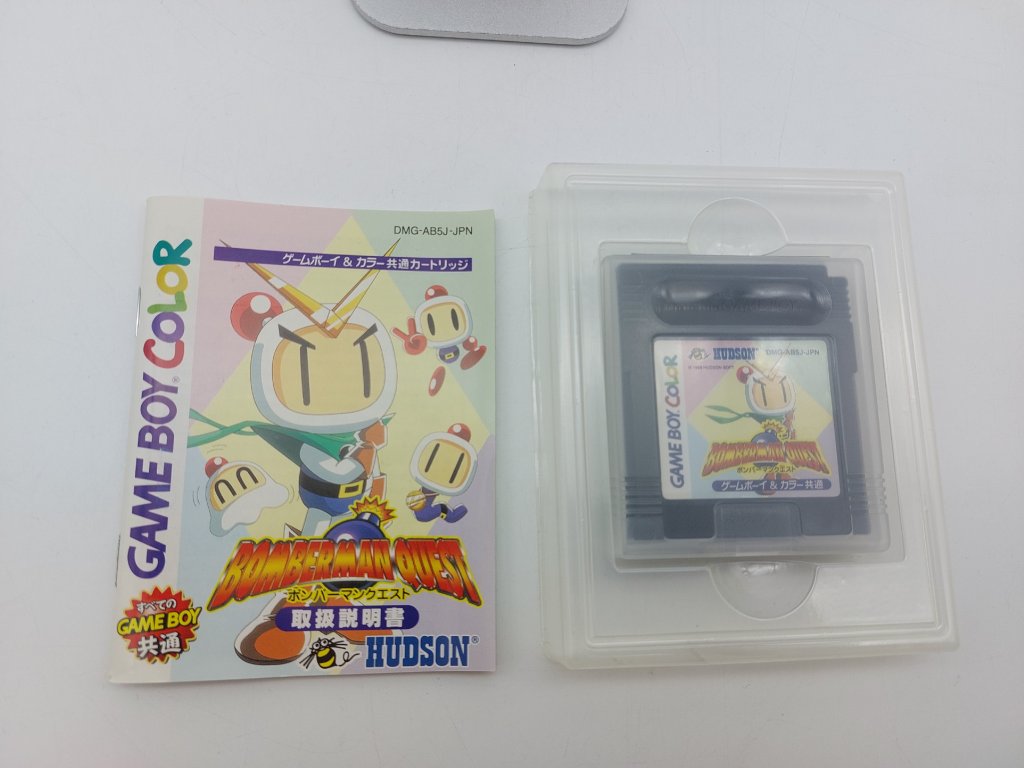 DMG-AB5J-JPN
ゲームボーイ & カラー共通カートリッジ
GAME BOY COLOR
BOMBERMAN QUEST
ボンバーマンクエスト
取扱説明書
すべての
GAME BOY
共通
HUDSON®
HUDSON® DMG-AB5J-JPN
© 1998 HUDSON SOFT
GAME BOY COLOR
BOMBERMAN QUEST
ボンバーマンクエスト
ゲームボーイ & カラー共通